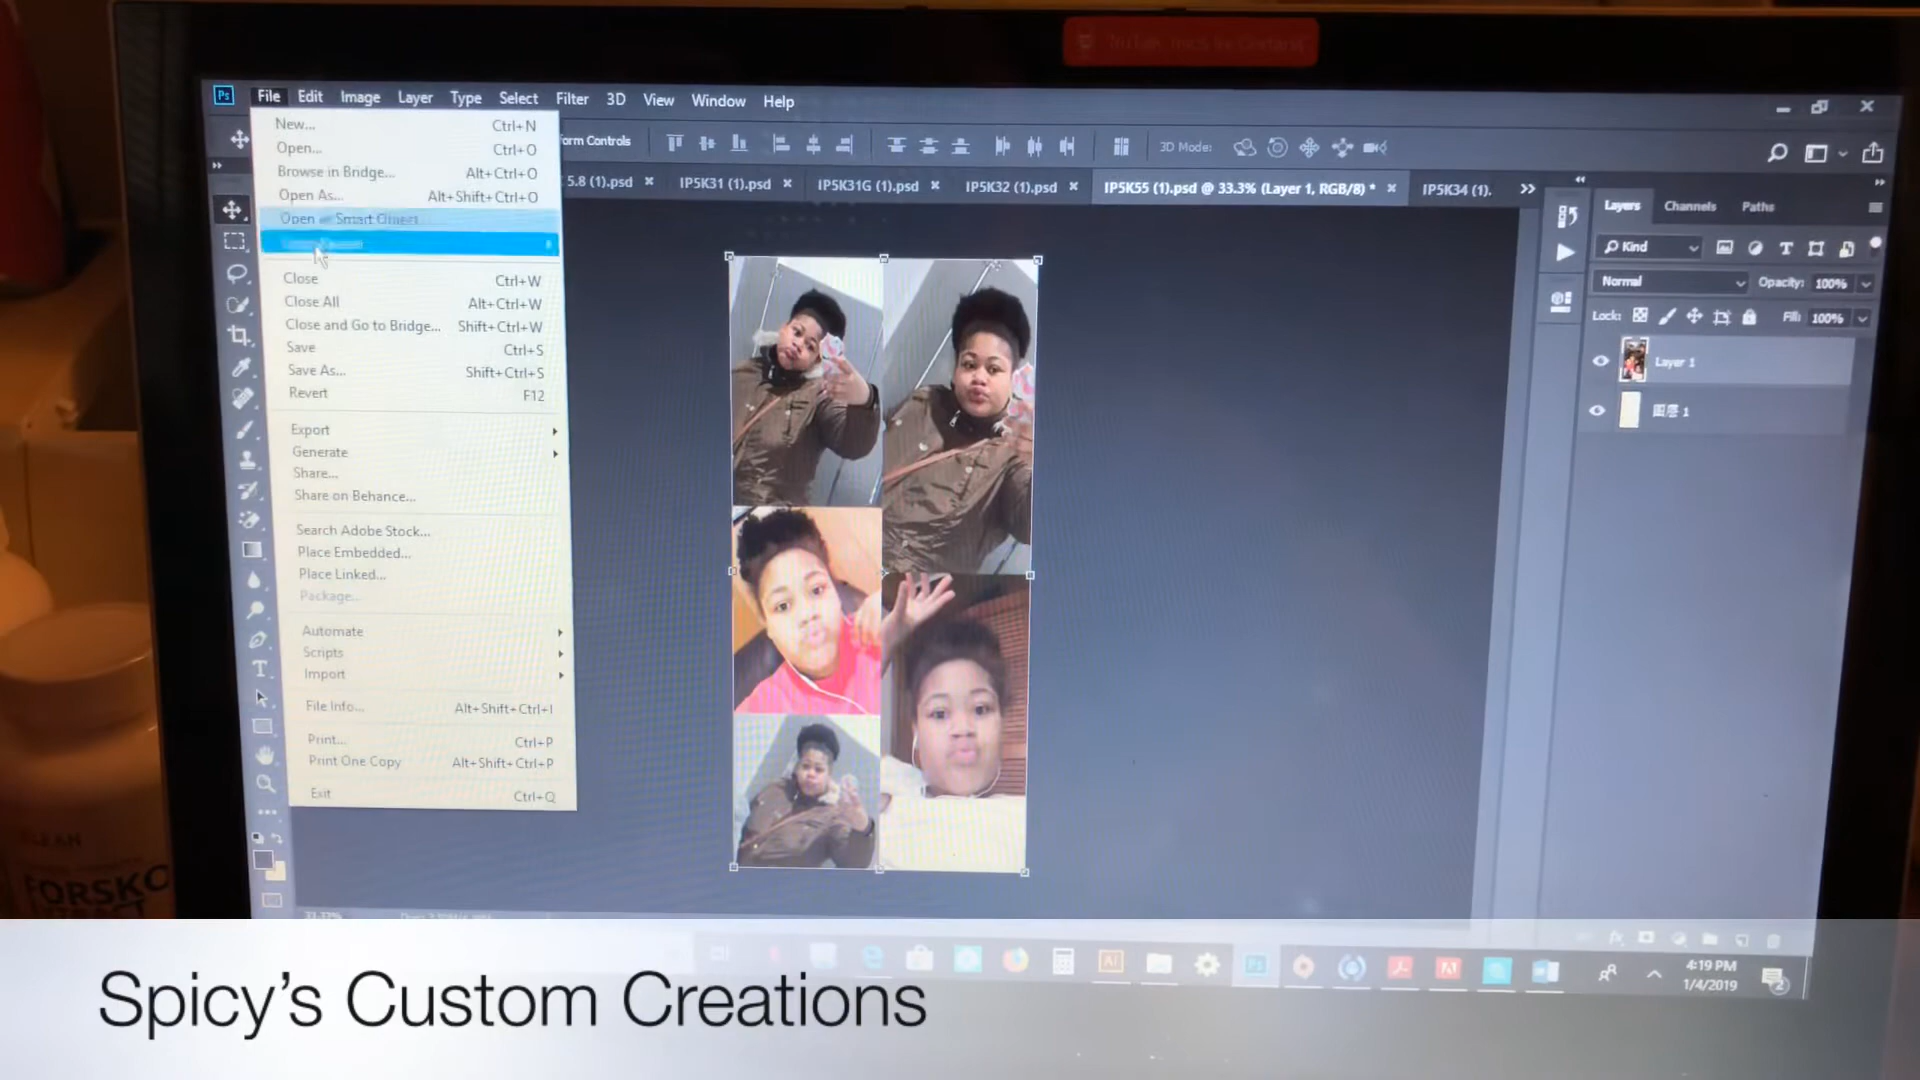 Ps File Edit Image Layer Type Select Filter 3D View Window Help
New... Ctrl+N
Open... Ctrl+O
Browse in Bridge... Alt+Ctrl+O
Open As... Alt+Shift+Ctrl+O
Open Smart Object...
Close Ctrl+W
Close All Alt+Ctrl+W
Close and Go to Bridge... Shift+Ctrl+W
Save Ctrl+S
Save As... Shift+Ctrl+S
Revert F12
Export
Generate
Share...
Share on Behance...
Search Adobe Stock...
Place Embedded...
Place Linked...
Package...
Automate
Scripts
Import
File Info... Alt+Shift+Ctrl+I
Print... Ctrl+P
Print One Copy Alt+Shift+Ctrl+P
Exit Ctrl+Q
orm Controls 3D Mode:
5.8 (1).psd IP5K31 (1).psd IP5K31G (1).psd IP5K32 (1).psd IP5K55 (1).psd @ 33.3% (Layer 1, RGB/8) * IP5K34 (1).
Layers Channels Paths
Kind
Normal Opacity: 100%
Lock: Fill: 100%
Layer 1
图层 1
FORSKO
4:19 PM
1/4/2019
Spicy's Custom Creations